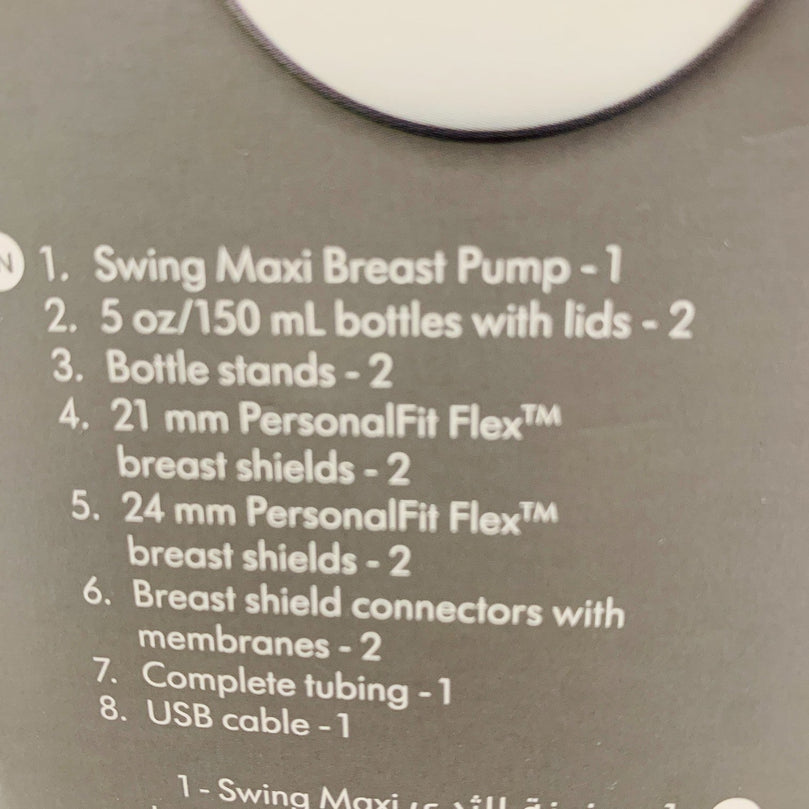 N 1. Swing Maxi Breast Pump - 1
2. 5 oz/150 mL bottles with lids - 2
3. Bottle stands - 2
4. 21 mm PersonalFit Flex™
breast shields - 2
5. 24 mm PersonalFit Flex™
breast shields - 2
6. Breast shield connectors with
membranes - 2
7. Complete tubing - 1
8. USB cable - 1
1 - Swing Maxi